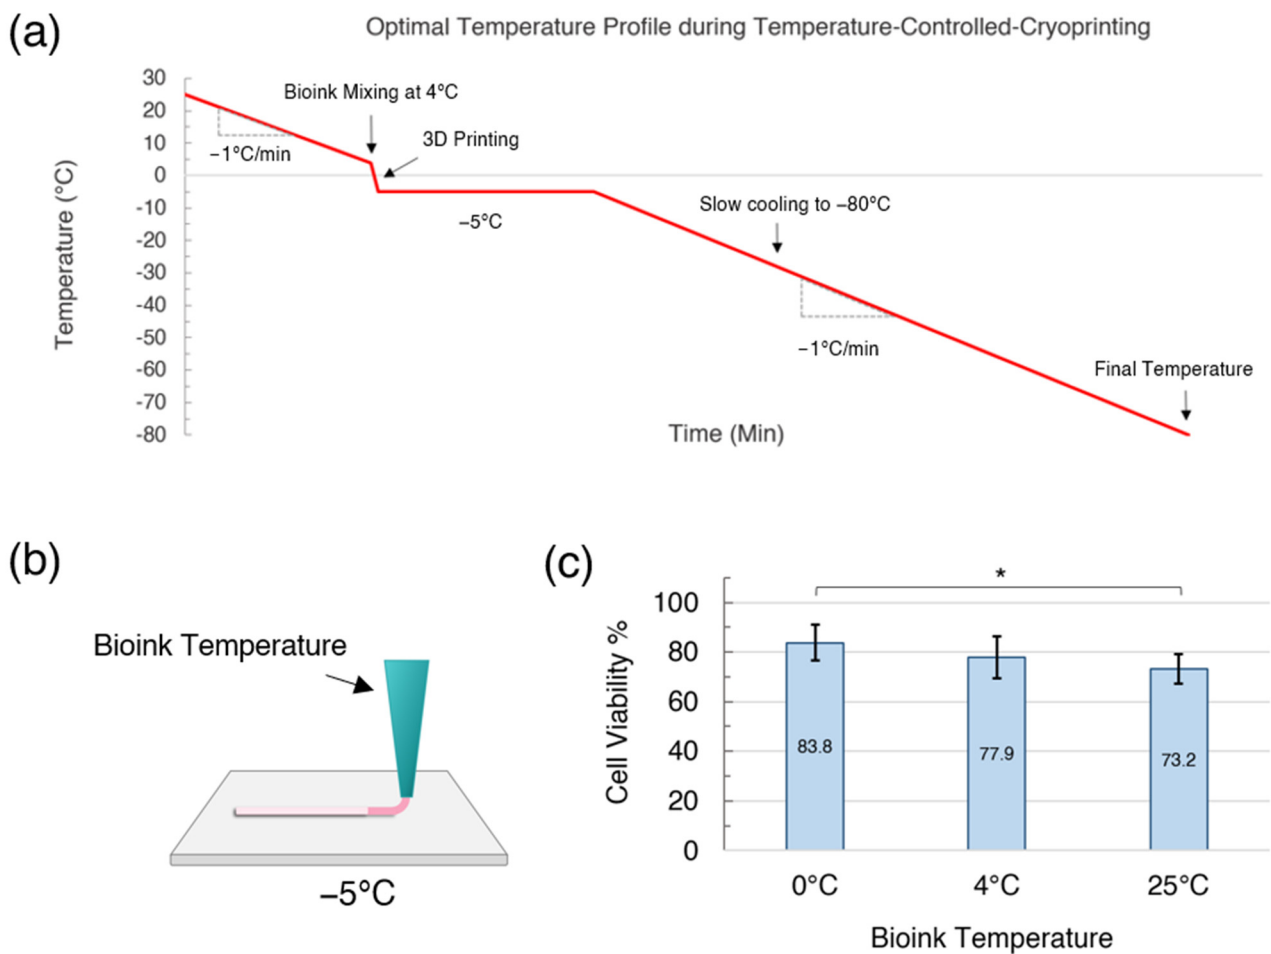 (a)
Optimal Temperature Profile during Temperature-Controlled-Cryoprinting
30
20
10
0
-10
-20
-30
-40
-50
-60
-70
-80
Temperature (°C)
Bioink Mixing at 4°C
3D Printing
−1°C/min
−5°C
Slow cooling to −80°C
−1°C/min
Final Temperature
Time (Min)
(b)
Bioink Temperature
−5°C
(c)
*
Cell Viability %
100
80
60
40
20
0
83.8
77.9
73.2
0°C
4°C
25°C
Bioink Temperature